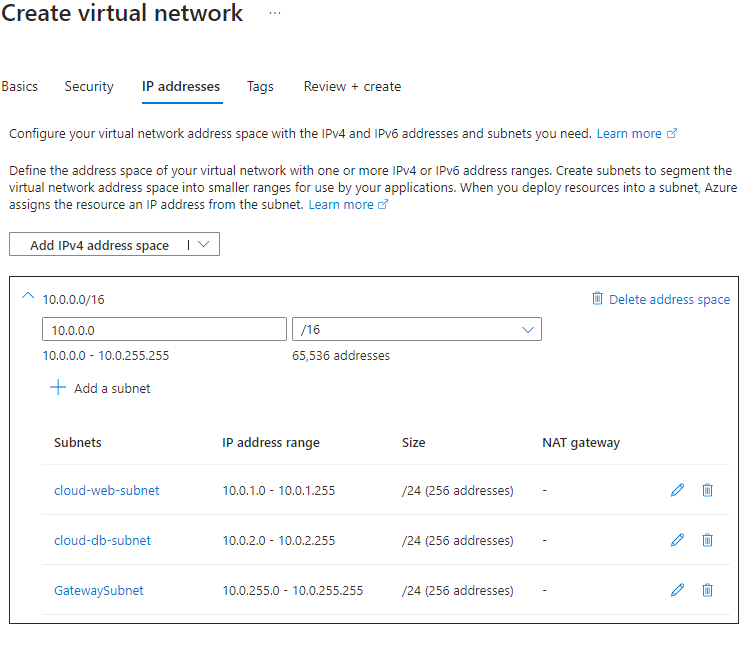 Create virtual network ...
Basics Security IP addresses Tags Review + create
Configure your virtual network address space with the IPv4 and IPv6 addresses and subnets you need. Learn more
Define the address space of your virtual network with one or more IPv4 or IPv6 address ranges. Create subnets to segment the
virtual network address space into smaller ranges for use by your applications. When you deploy resources into a subnet, Azure
assigns the resource an IP address from the subnet. Learn more
Add IPv4 address space |
10.0.0.0/16 Delete address space
10.0.0.0 /16
10.0.0.0 - 10.0.255.255 65,536 addresses
Add a subnet
Subnets IP address range Size NAT gateway
cloud-web-subnet 10.0.1.0 - 10.0.1.255 /24 (256 addresses) -
cloud-db-subnet 10.0.2.0 - 10.0.2.255 /24 (256 addresses) -
GatewaySubnet 10.0.255.0 - 10.0.255.255 /24 (256 addresses) -